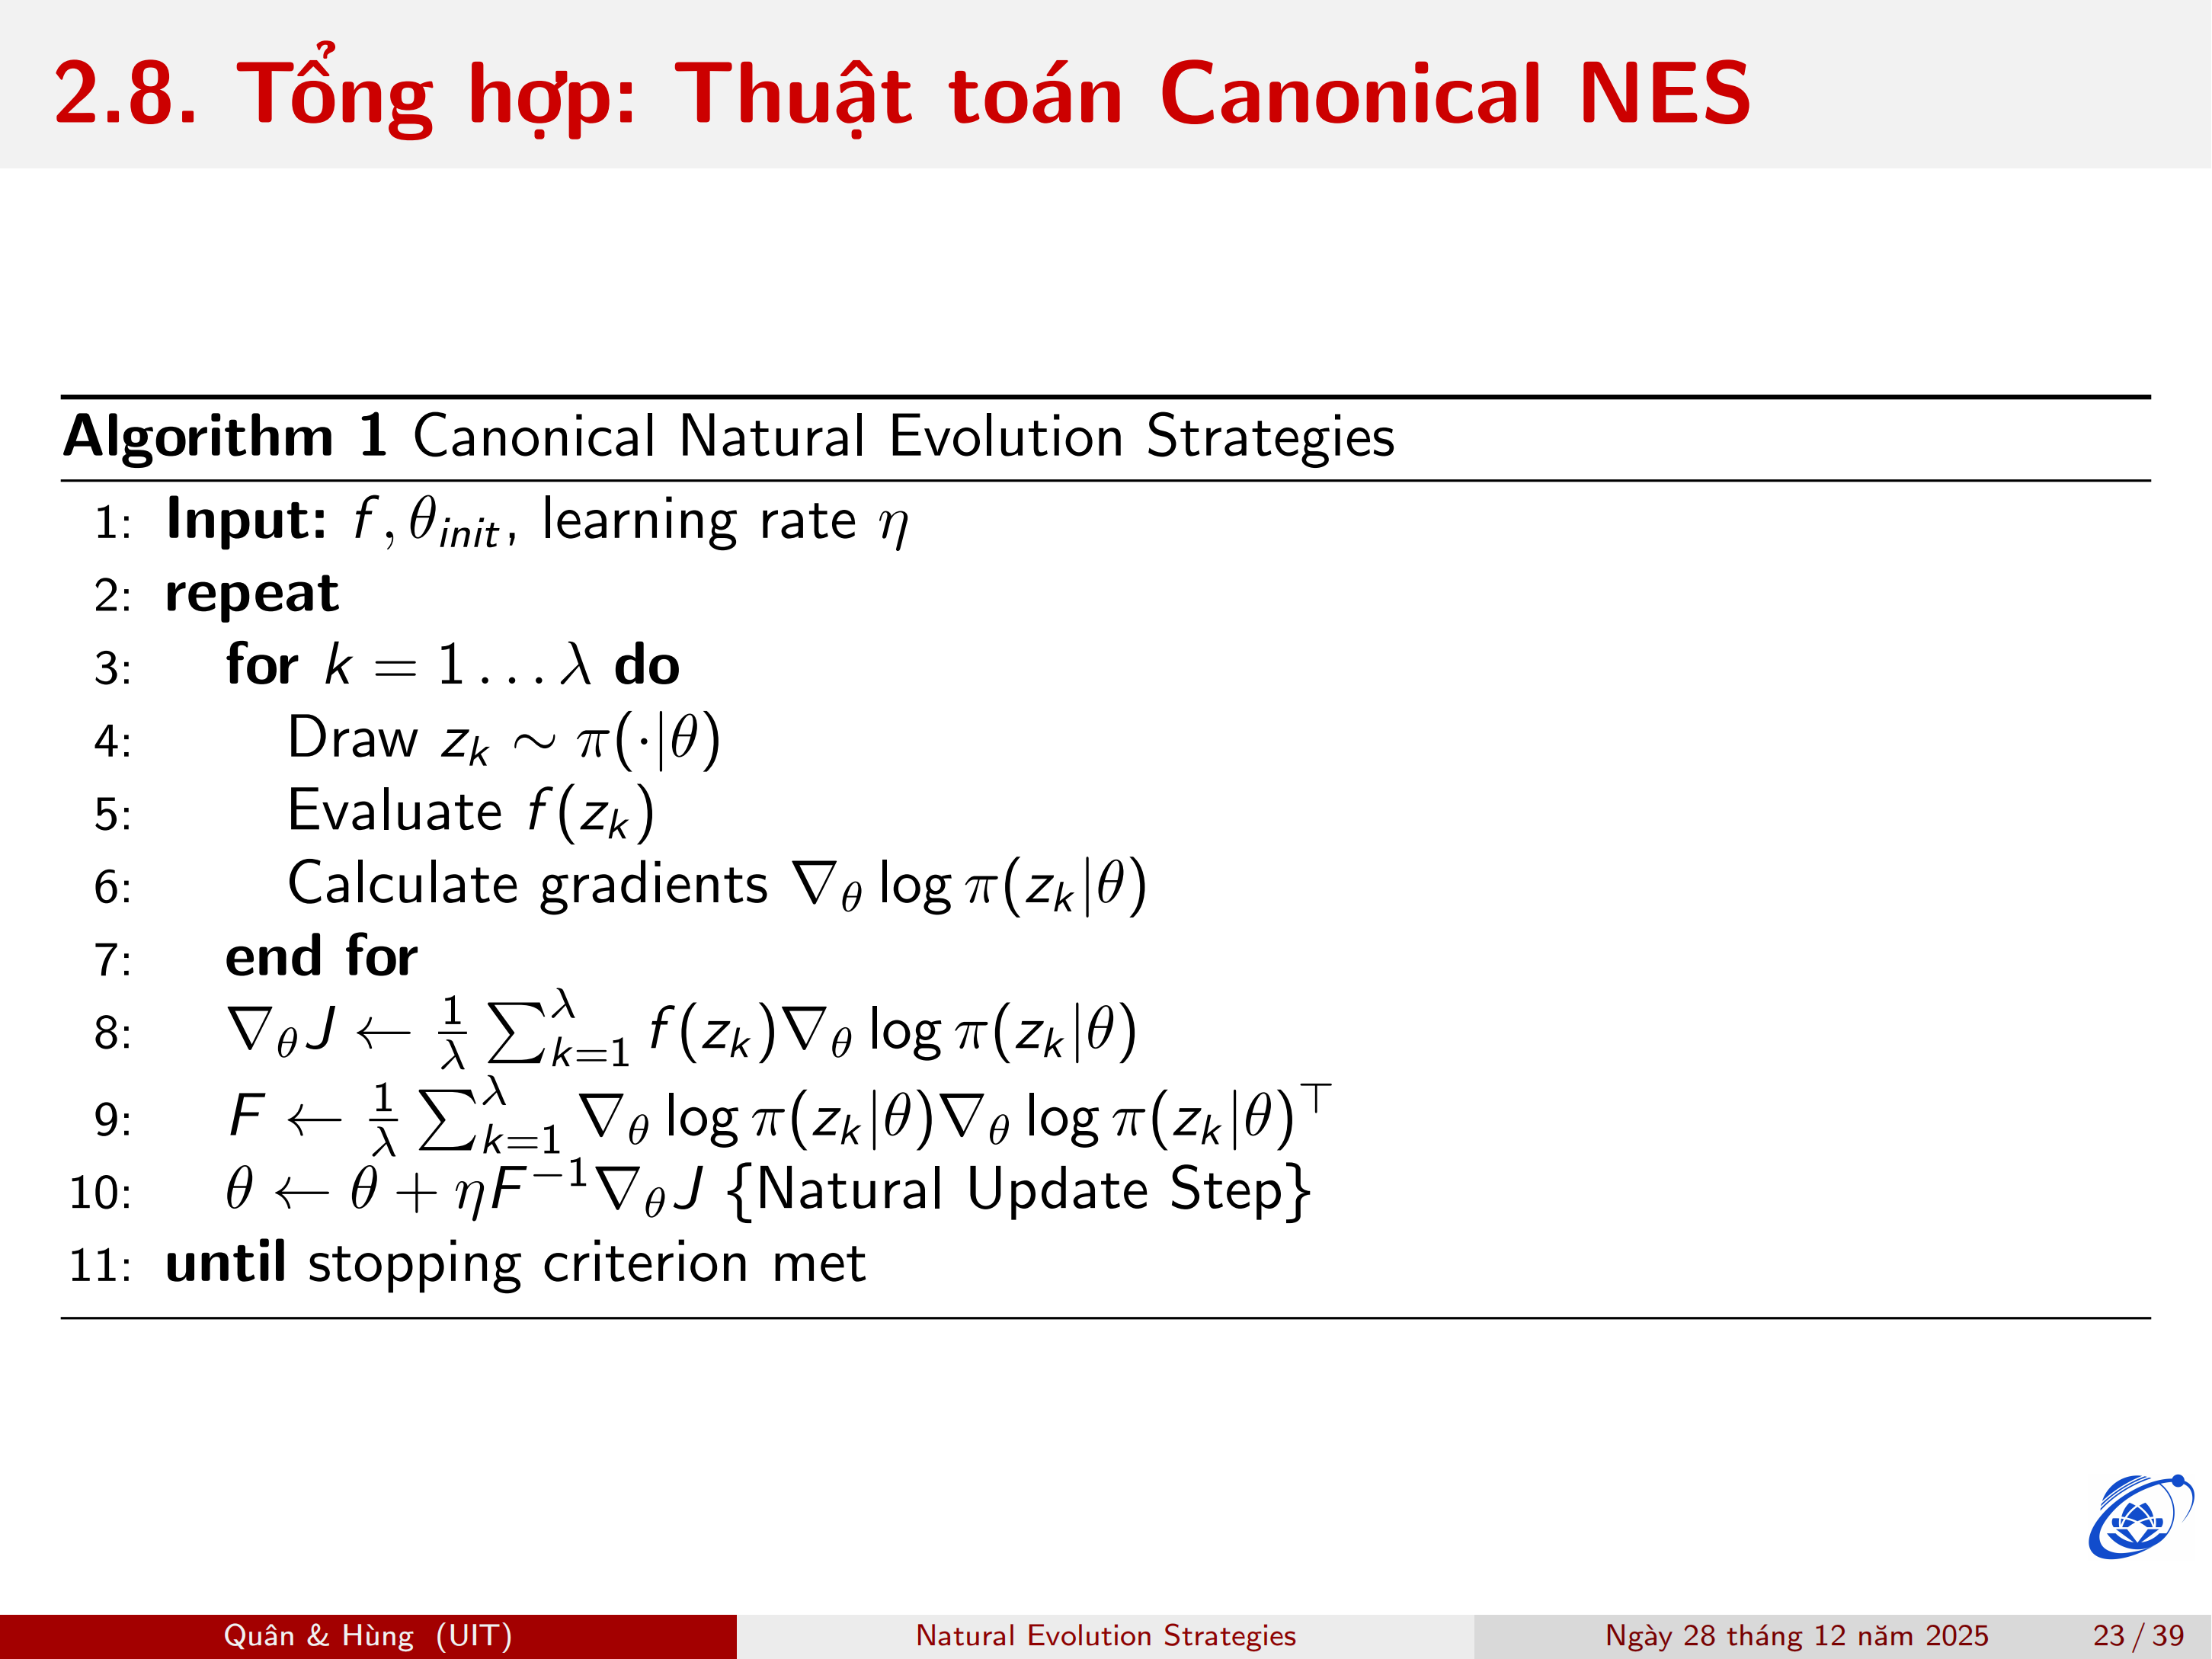 2.8. Tổng hợp: Thuật toán Canonical NES
Algorithm 1 Canonical Natural Evolution Strategies
1: Input: f, θ_init, learning rate η
2: repeat
3: for k = 1 … λ do
4: Draw z_k ∼ π(·|θ)
5: Evaluate f(z_k)
6: Calculate gradients ∇_θ log π(z_k|θ)
7: end for
8: ∇_θ J ← 1/λ ∑_{k=1}^λ f(z_k)∇_θ log π(z_k|θ)
9: F ← 1/λ ∑_{k=1}^λ ∇_θ log π(z_k|θ)∇_θ log π(z_k|θ)^⊤
10: θ ← θ + ηF^{−1}∇_θ J {Natural Update Step}
11: until stopping criterion met
Quân & Hùng (UIT) Natural Evolution Strategies Ngày 28 tháng 12 năm 2025 23 / 39